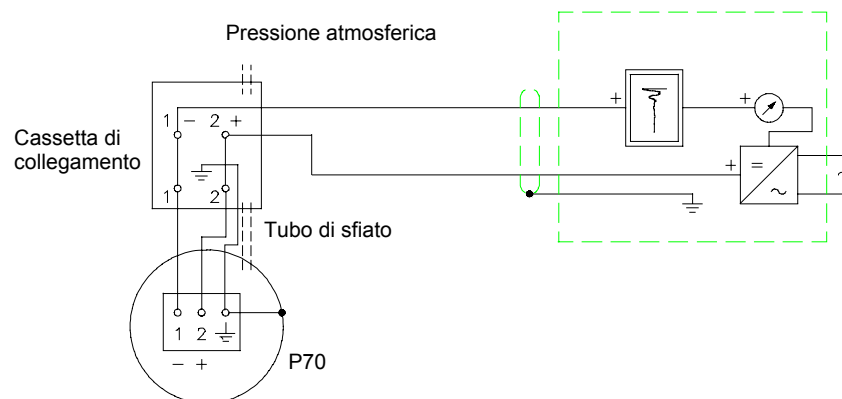 Pressione atmosferica
Cassetta di
collegamento
1 - 2 +
1 2
Tubo di sfiato
1 2
- +
P70
+
+
+
=
~
~